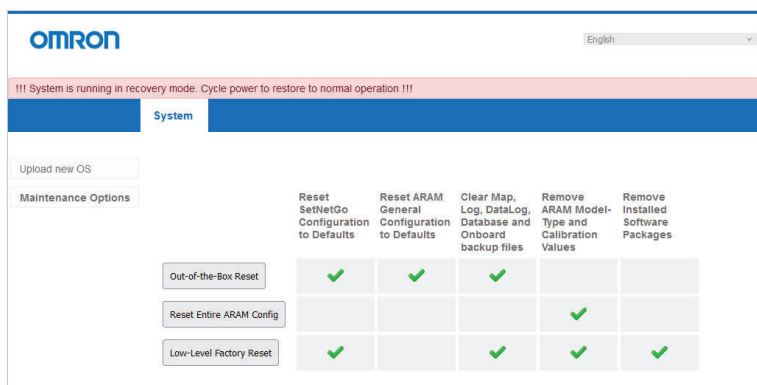 OMRON
English
!!! System is running in recovery mode. Cycle power to restore to normal operation !!!
System
Upload new OS
Maintenance Options
Reset
SetNetGo
Configuration
to Defaults
Reset ARAM
General
Configuration
to Defaults
Clear Map,
Log, DataLog,
Database and
Onboard
backup files
Remove
ARAM Model-
Type and
Calibration
Values
Remove
Installed
Software
Packages
Out-of-the-Box Reset
Reset Entire ARAM Config
Low-Level Factory Reset